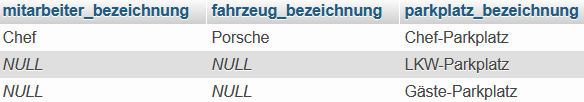 mitarbeiter_bezeichnung fahrzeug_bezeichnung parkplatz_bezeichnung
Chef Porsche Chef-Parkplatz
NULL NULL LKW-Parkplatz
NULL NULL Gäste-Parkplatz